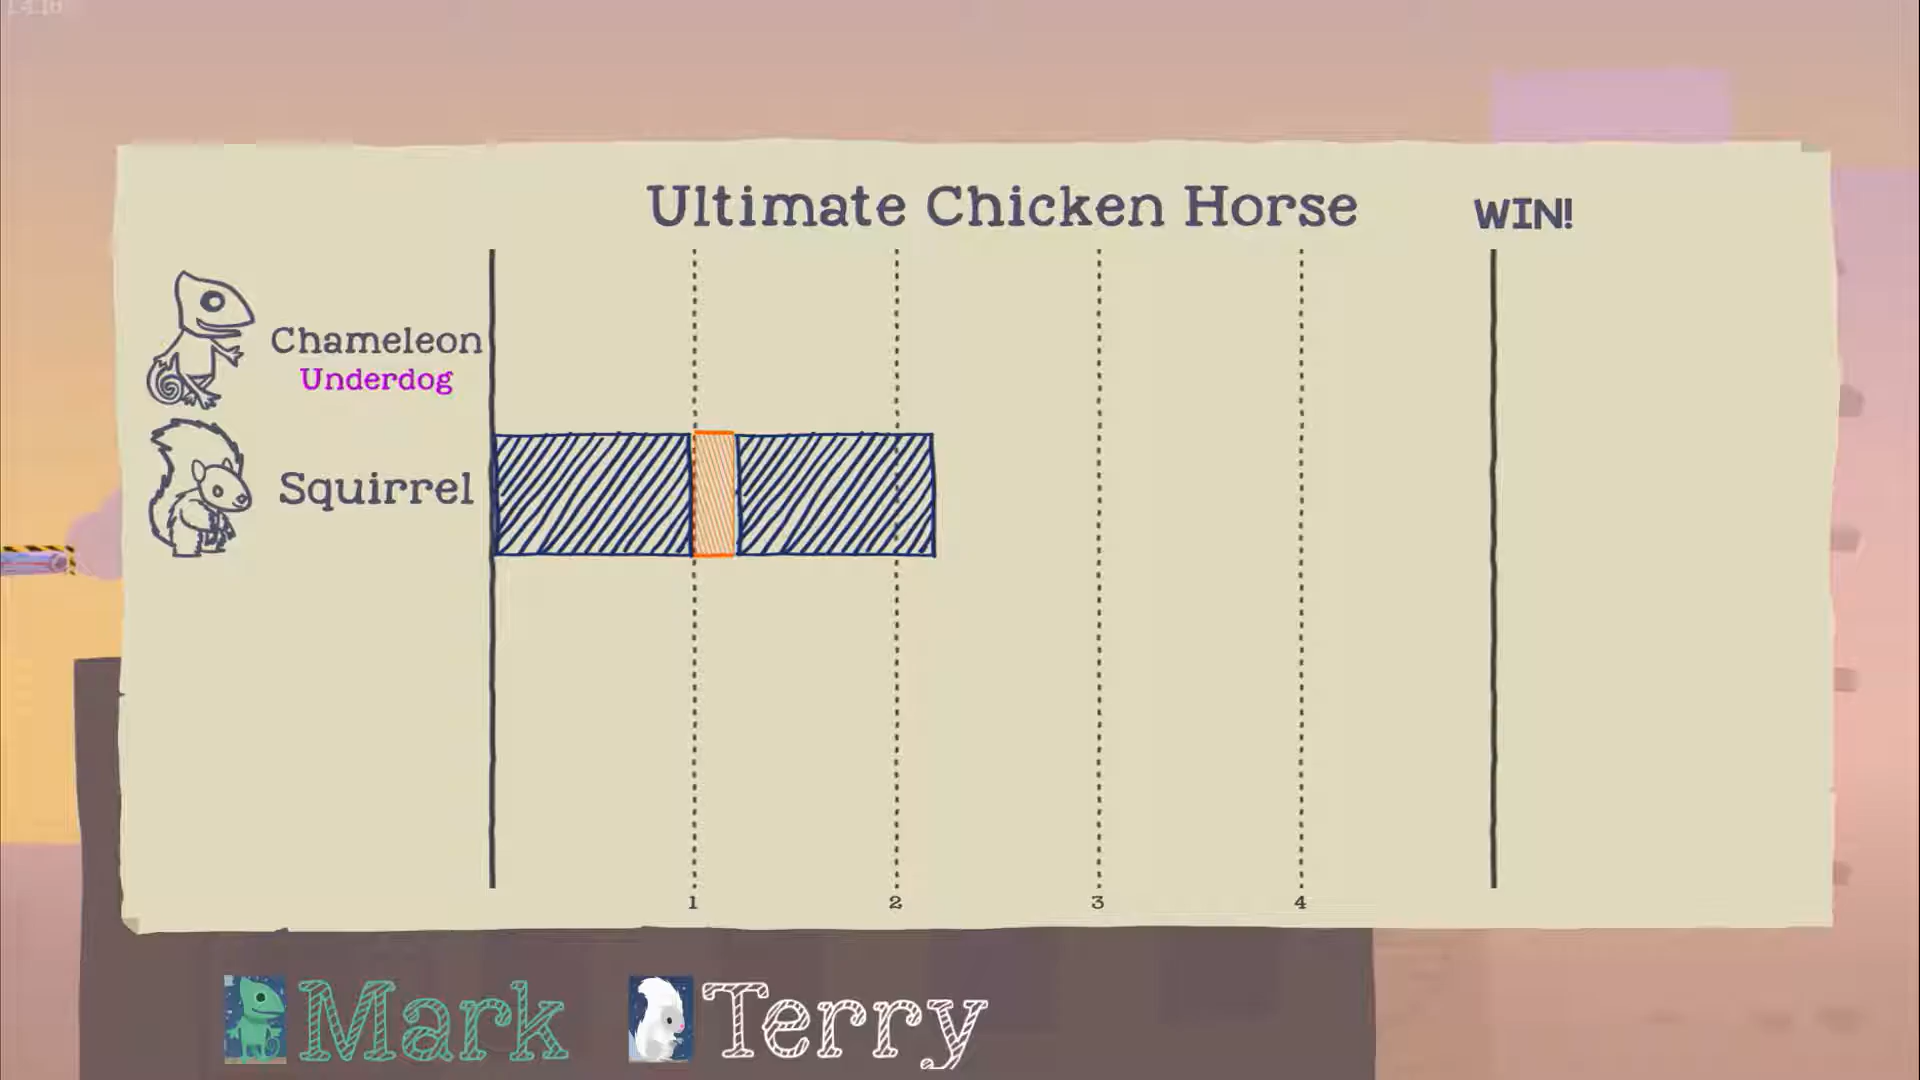 Ultimate Chicken Horse
WIN!
Chameleon
Underdog
Squirrel
1 2 3 4
Mark Terry